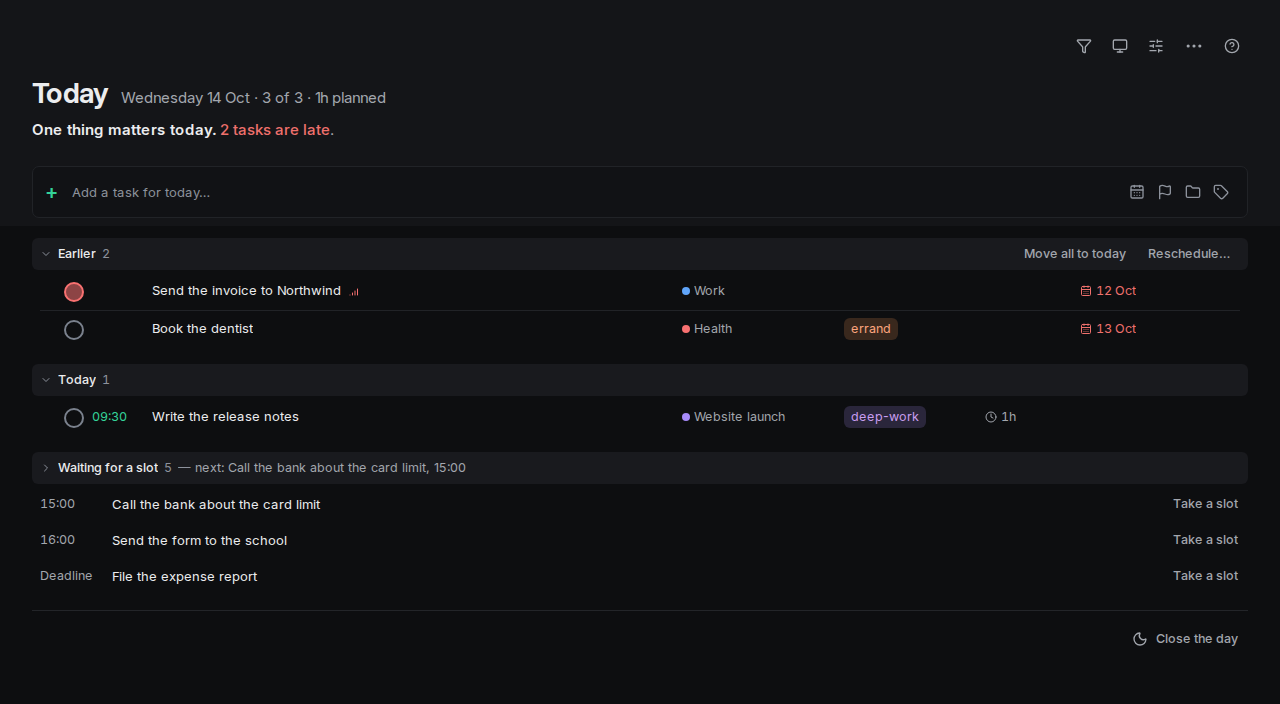 Today Wednesday 14 Oct · 3 of 3 · 1h planned
One thing matters today. 2 tasks are late.
Add a task for today...
Earlier 2 Move all to today Reschedule...
Send the invoice to Northwind Work 12 Oct
Book the dentist Health errand 13 Oct
Today 1
09:30 Write the release notes Website launch deep-work 1h
Waiting for a slot 5 — next: Call the bank about the card limit, 15:00
15:00 Call the bank about the card limit Take a slot
16:00 Send the form to the school Take a slot
Deadline File the expense report Take a slot
Close the day